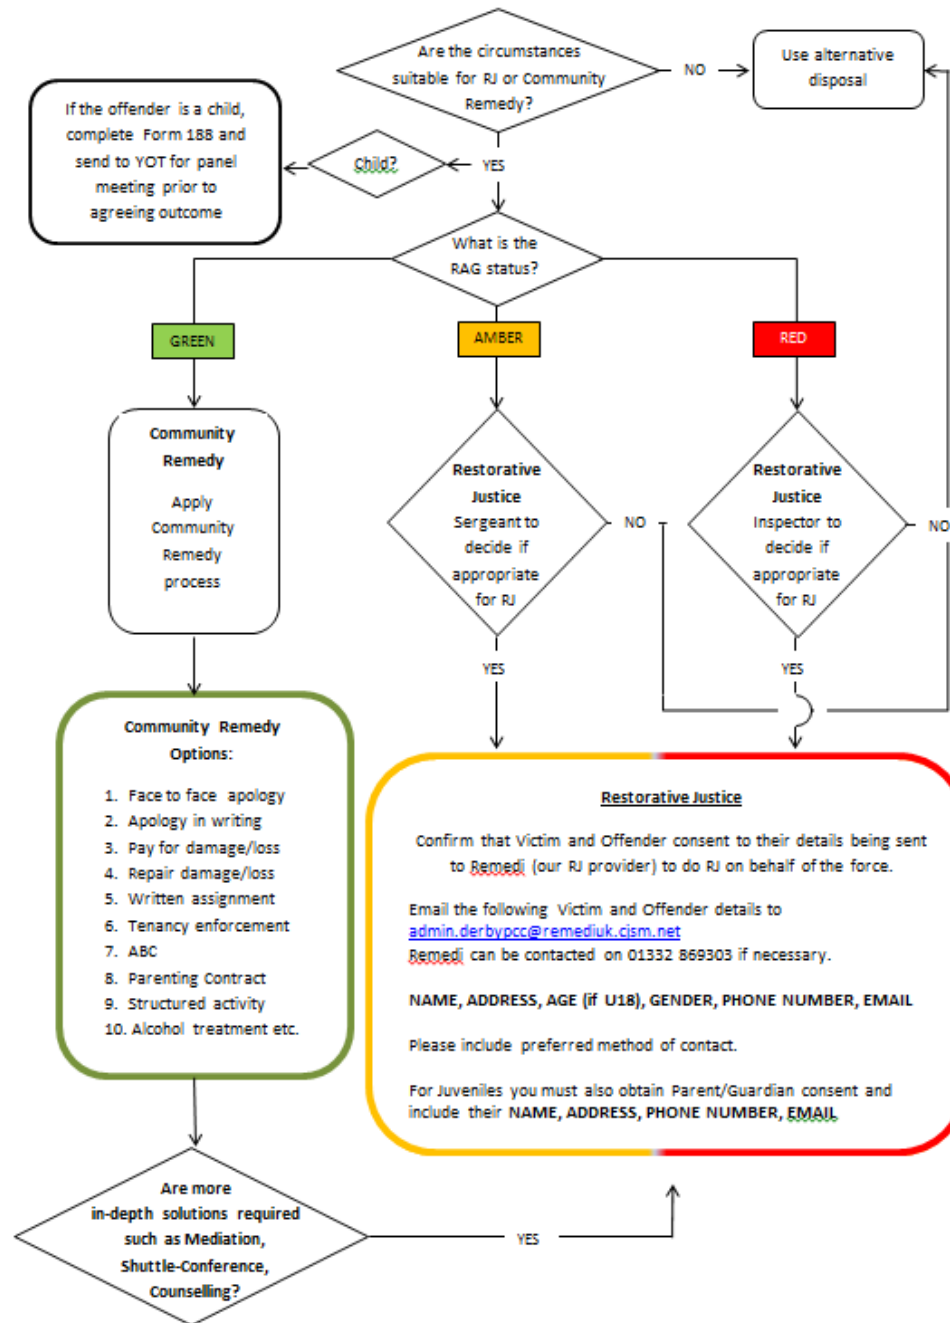 Are the circumstances
suitable for RJ or Community
Remedy?
NO
Use alternative
disposal
If the offender is a child,
complete Form 188 and
send to YOT for panel
meeting prior to
agreeing outcome
Child?
YES
What is the
RAG status?
GREEN
AMBER
RED
Community
Remedy
Apply
Community
Remedy
process
Restorative
Justice
Sergeant to
decide if
appropriate
for RJ
NO
Restorative
Justice
Inspector to
decide if
appropriate
for RJ
NO
YES
YES
Community Remedy
Options:
1. Face to face apology
2. Apology in writing
3. Pay for damage/loss
4. Repair damage/loss
5. Written assignment
6. Tenancy enforcement
7. ABC
8. Parenting Contract
9. Structured activity
10. Alcohol treatment etc.
Restorative Justice
Confirm that Victim and Offender consent to their details being sent
to Remedi (our RJ provider) to do RJ on behalf of the force.
Email the following Victim and Offender details to
admin.derbypcc@remediuk.cjsm.net
Remedi can be contacted on 01332 869303 if necessary.
NAME, ADDRESS, AGE (if U18), GENDER, PHONE NUMBER, EMAIL
Please include preferred method of contact.
For Juveniles you must also obtain Parent/Guardian consent and
include their NAME, ADDRESS, PHONE NUMBER, EMAIL
Are more
in-depth solutions required
such as Mediation,
Shuttle-Conference,
Counselling?
YES